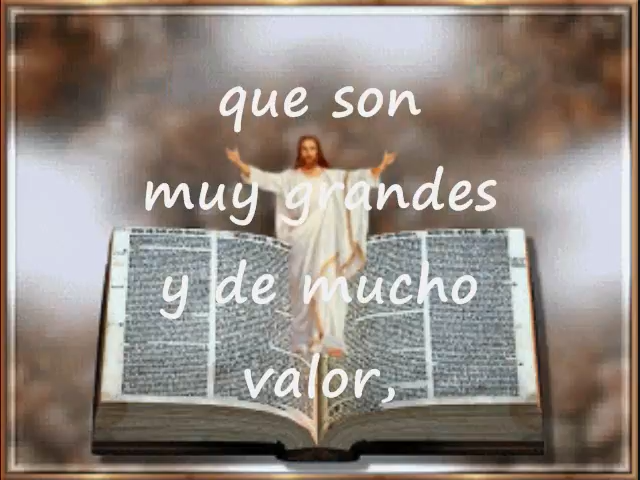 que son
muy grandes
y de mucho
valor,